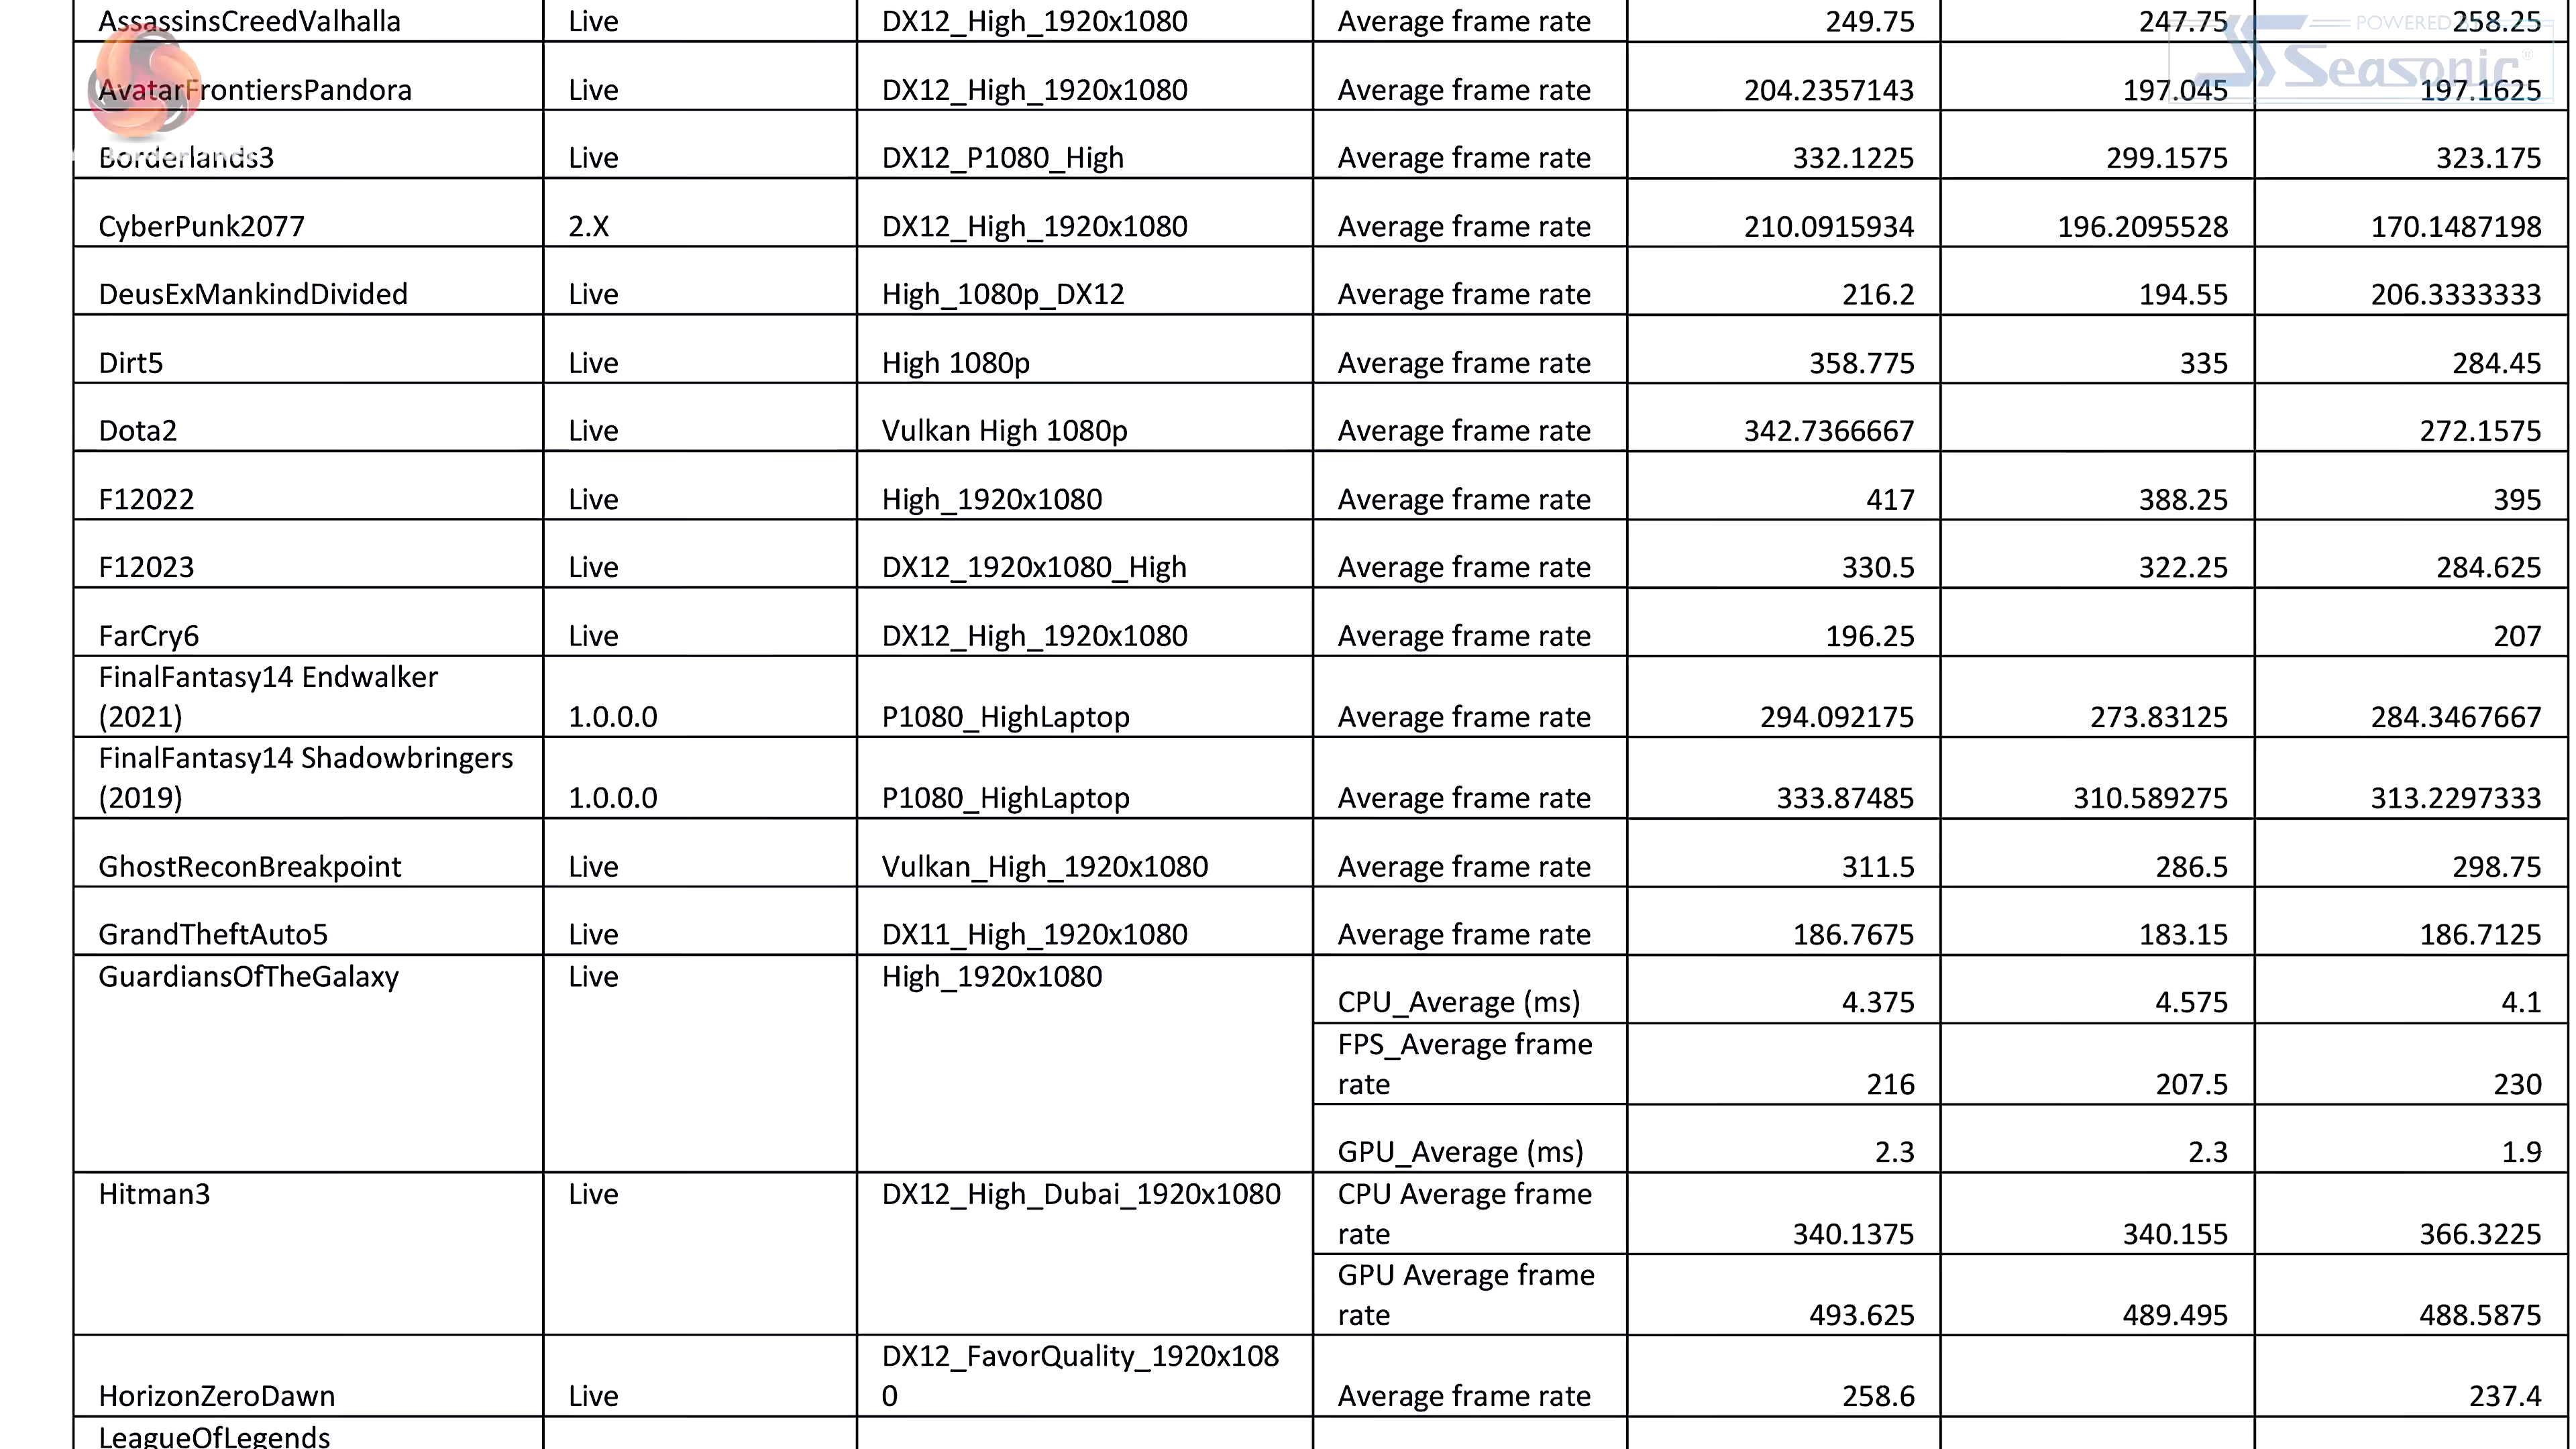 AssassinsCreedValhalla Live DX12_High_1920x1080 Average frame rate 249.75 247.75 258.25
POWERED
Seasonic
AvatarFrontiersPandora Live DX12_High_1920x1080 Average frame rate 204.2357143 197.045 197.1625
Borderlands3 Live DX12_P1080_High Average frame rate 332.1225 299.1575 323.175
CyberPunk2077 2.X DX12_High_1920x1080 Average frame rate 210.0915934 196.2095528 170.1487198
DeusExMankindDivided Live High_1080p_DX12 Average frame rate 216.2 194.55 206.3333333
Dirt5 Live High 1080p Average frame rate 358.775 335 284.45
Dota2 Live Vulkan High 1080p Average frame rate 342.7366667 272.1575
F12022 Live High_1920x1080 Average frame rate 417 388.25 395
F12023 Live DX12_1920x1080_High Average frame rate 330.5 322.25 284.625
FarCry6 Live DX12_High_1920x1080 Average frame rate 196.25 207
FinalFantasy14 Endwalker
(2021) 1.0.0.0 P1080_HighLaptop Average frame rate 294.092175 273.83125 284.3467667
FinalFantasy14 Shadowbringers
(2019) 1.0.0.0 P1080_HighLaptop Average frame rate 333.87485 310.589275 313.2297333
GhostReconBreakpoint Live Vulkan_High_1920x1080 Average frame rate 311.5 286.5 298.75
GrandTheftAuto5 Live DX11_High_1920x1080 Average frame rate 186.7675 183.15 186.7125
GuardiansOfTheGalaxy Live High_1920x1080
CPU_Average (ms) 4.375 4.575 4.1
FPS_Average frame
rate 216 207.5 230
GPU_Average (ms) 2.3 2.3 1.9
Hitman3 Live DX12_High_Dubai_1920x1080 CPU Average frame
rate 340.1375 340.155 366.3225
GPU Average frame
rate 493.625 489.495 488.5875
DX12_FavorQuality_1920x108
HorizonZeroDawn Live 0 Average frame rate 258.6 237.4
LeagueOfLegends